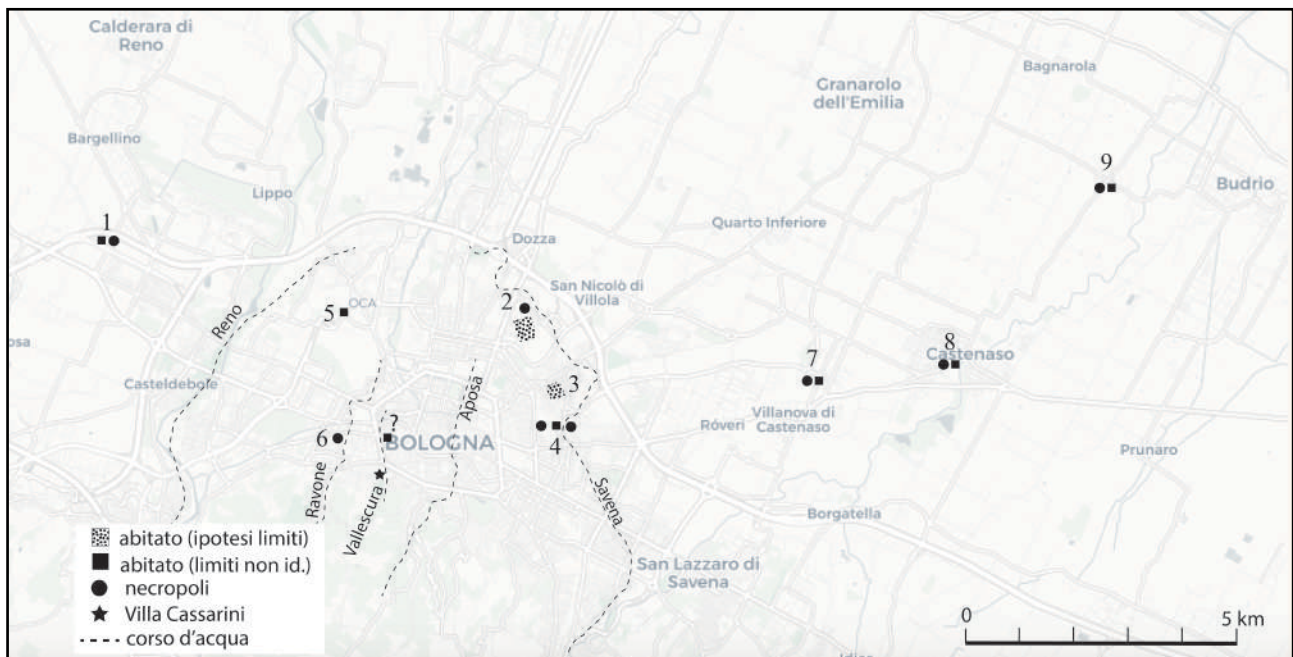 Calderara di
Reno
Bagnarola
Granarolo
dell'Emilia
Bargellino
9
Budrio
Lippo
1
Quarto Inferiore
Dozza
San Nicolò di
Villola
2
5
OCA
Reno
8
Castenaso
osa
7
Casteldebole
3
Aposa
Villanova di
Castenaso
?
6
BOLOGNA
4
Róveri
Prunaro
Ravone
Vallescura
Savena
Borgatella
abitato (ipotesi limiti)
abitato (limiti non id.)
San Lazzaro di
Savena
necropoli
Villa Cassarini
0
5 km
corso d'acqua